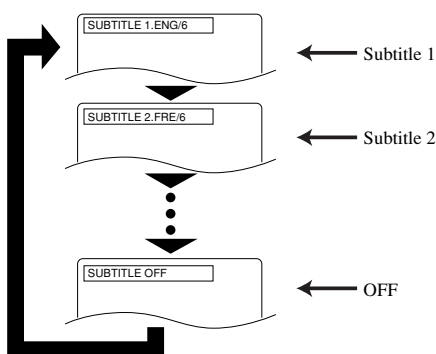 SUBTITLE 1.ENG/6
Subtitle 1
SUBTITLE 2.FRE/6
Subtitle 2
SUBTITLE OFF
OFF